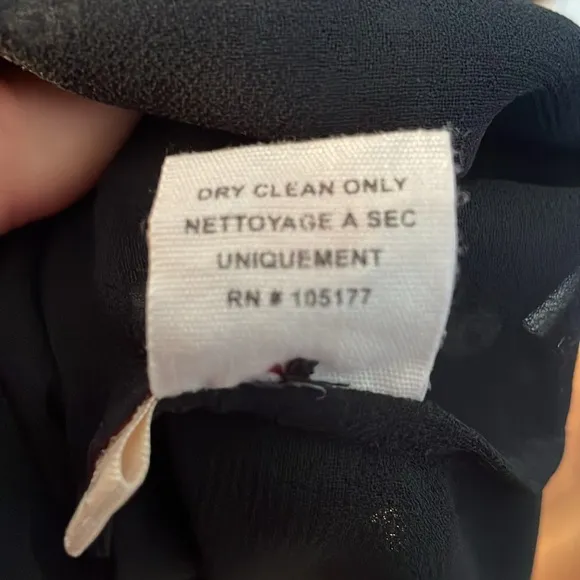 DRY CLEAN ONLY
NETTOYAGE A SEC
UNIQUEMENT
RN # 105177